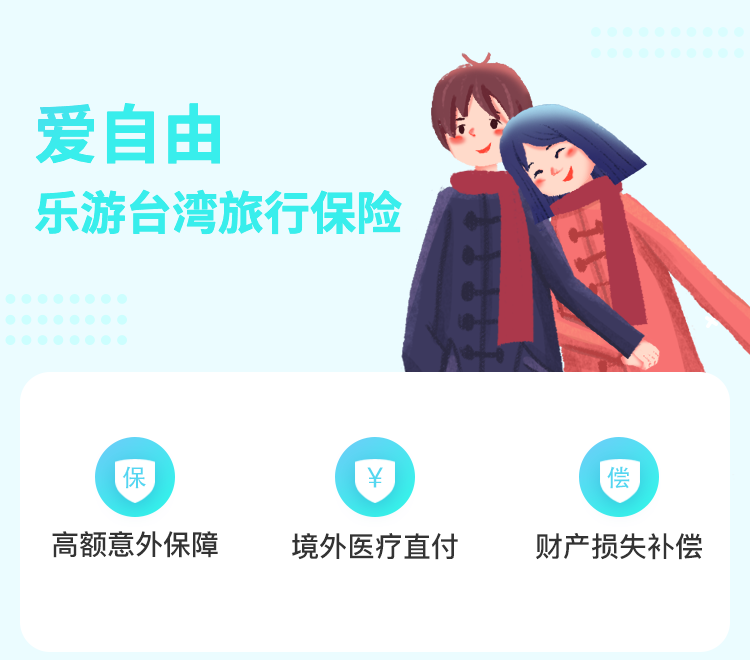 爱自由
乐游台湾旅行保险
保
¥
偿
高额意外保障
境外医疗直付
财产损失补偿